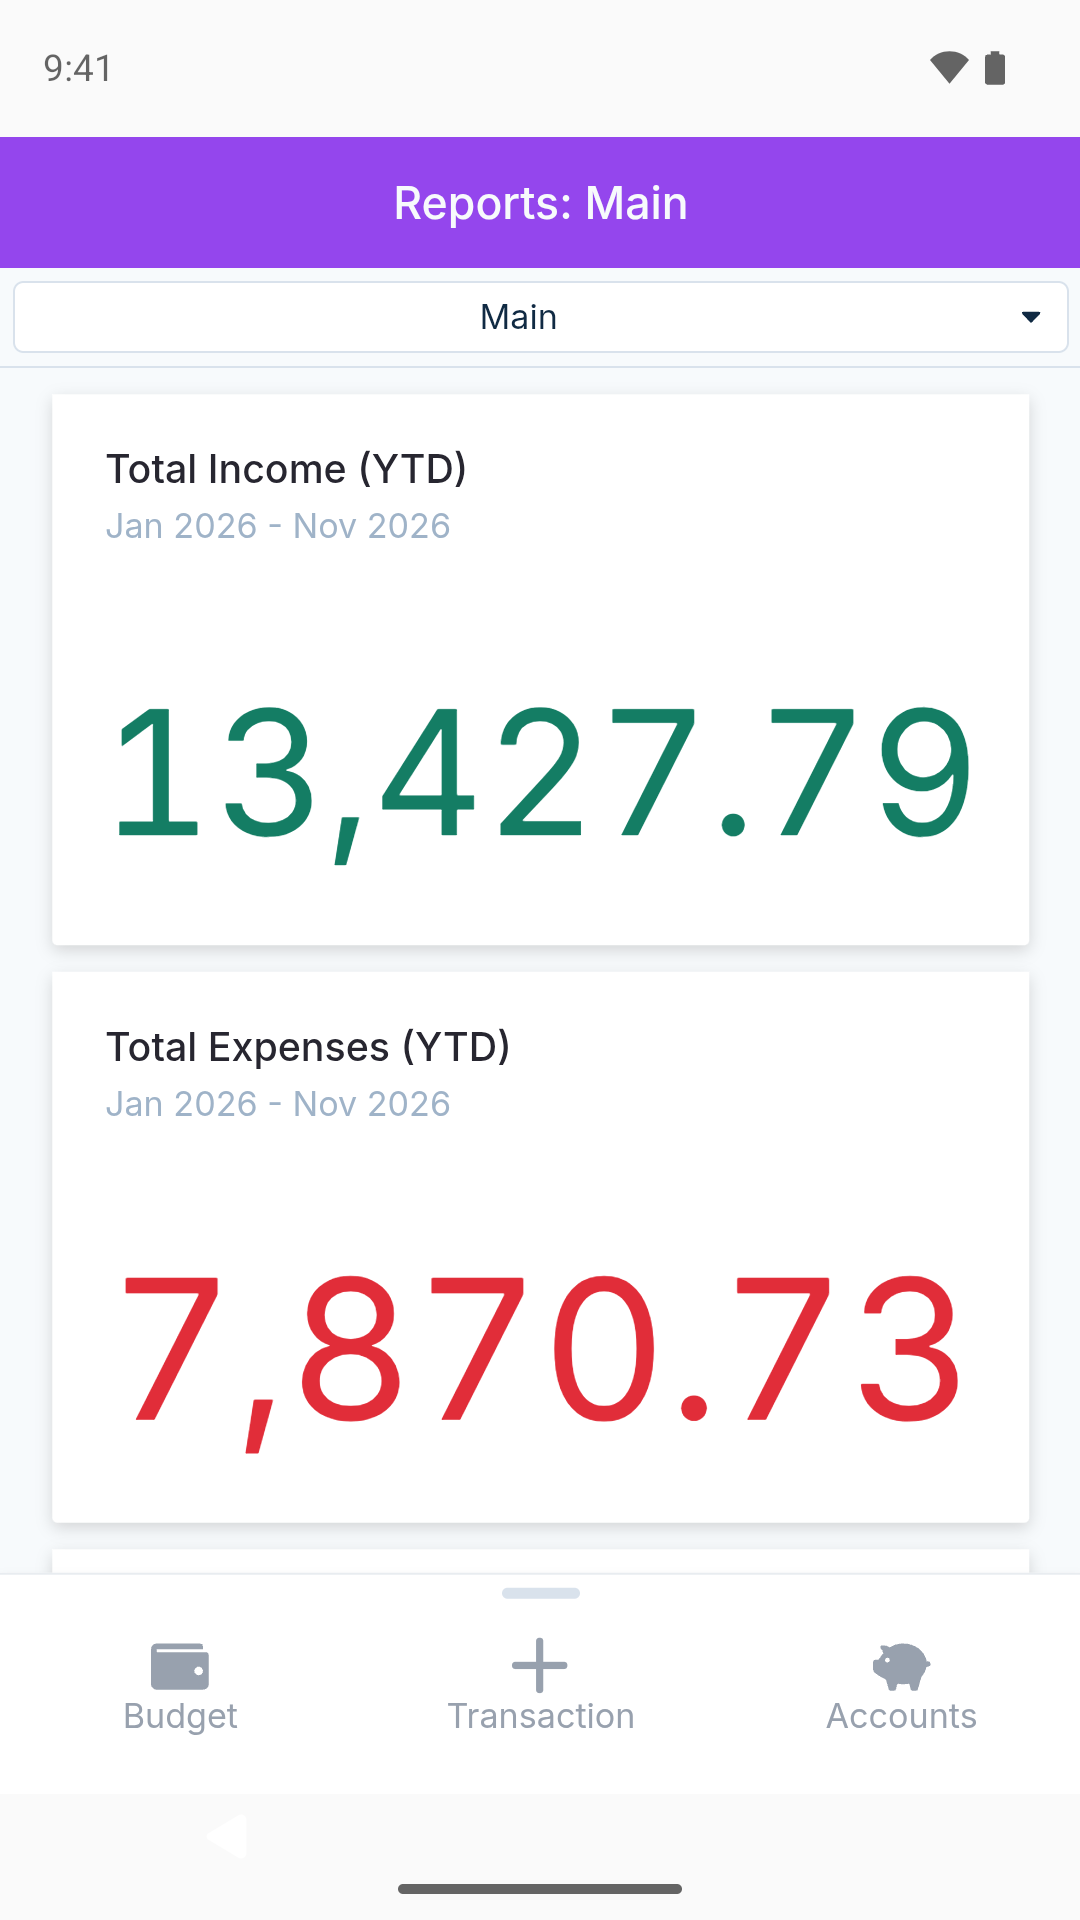 9:41
Reports: Main
Main
Total Income (YTD)
Jan 2026 - Nov 2026
13,427.79
Total Expenses (YTD)
Jan 2026 - Nov 2026
7,870.73
Budget
Transaction
Accounts